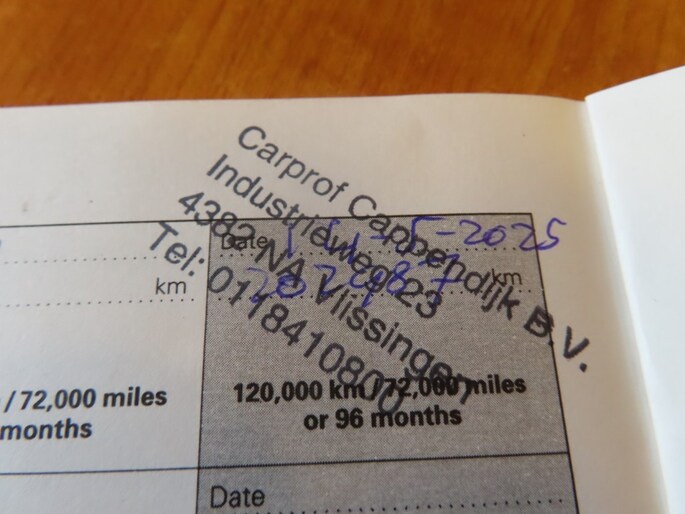 Carprof Cappendijk B.V.
Industrieweg 23
4382 NA Vlissingen
Tel: 0118410800
Date 14-5-2025
km
km
/ 72,000 miles
months
120,000 km / 72,000 miles
or 96 months
Date